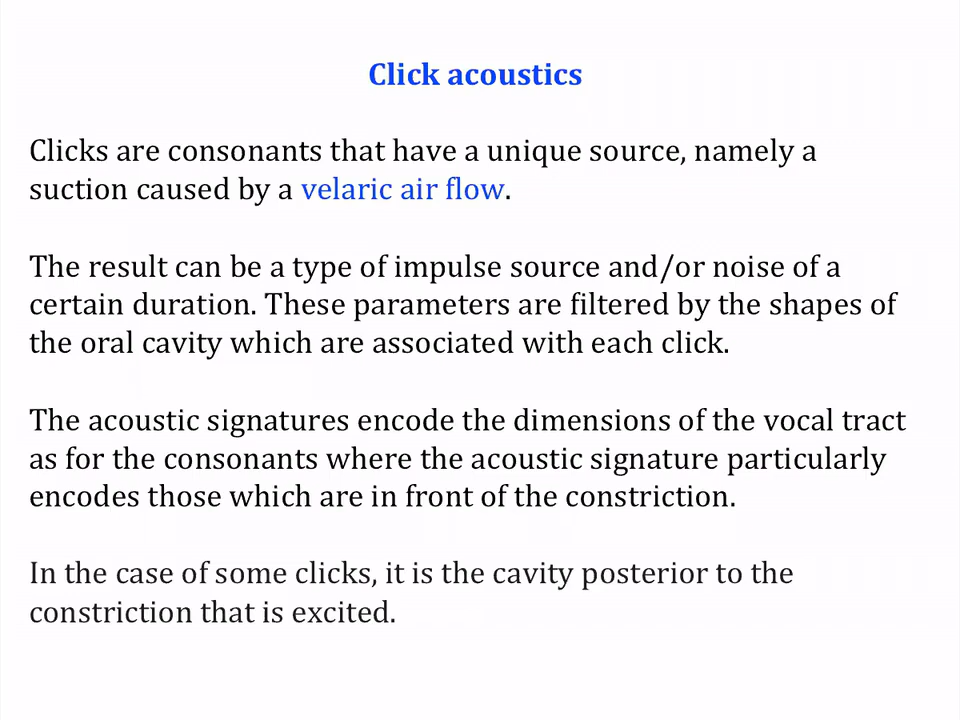 Click acoustics
Clicks are consonants that have a unique source, namely a
suction caused by a velaric air flow.
The result can be a type of impulse source and/or noise of a
certain duration. These parameters are filtered by the shapes of
the oral cavity which are associated with each click.
The acoustic signatures encode the dimensions of the vocal tract
as for the consonants where the acoustic signature particularly
encodes those which are in front of the constriction.
In the case of some clicks, it is the cavity posterior to the
constriction that is excited.